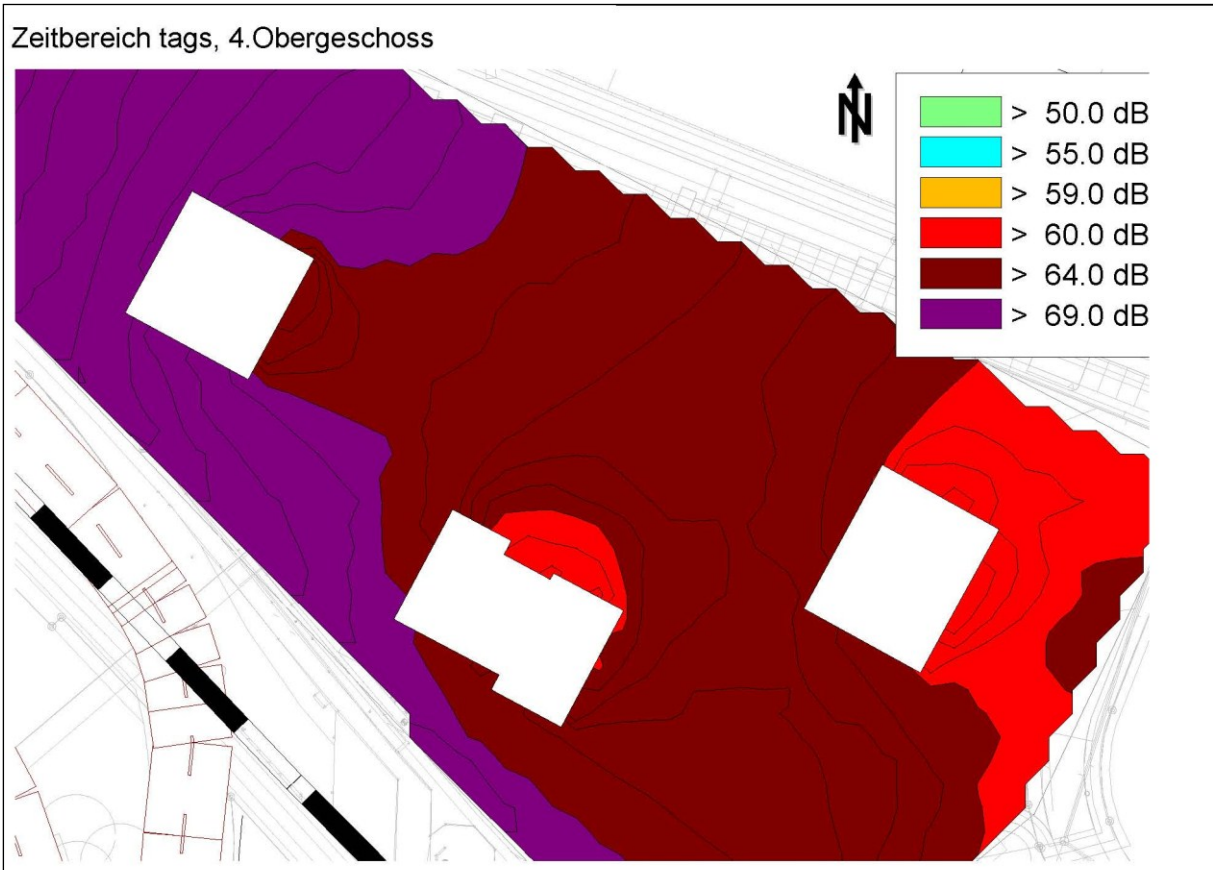 Zeitbereich tags, 4.Obergeschoss
N
> 50.0 dB
> 55.0 dB
> 59.0 dB
> 60.0 dB
> 64.0 dB
> 69.0 dB